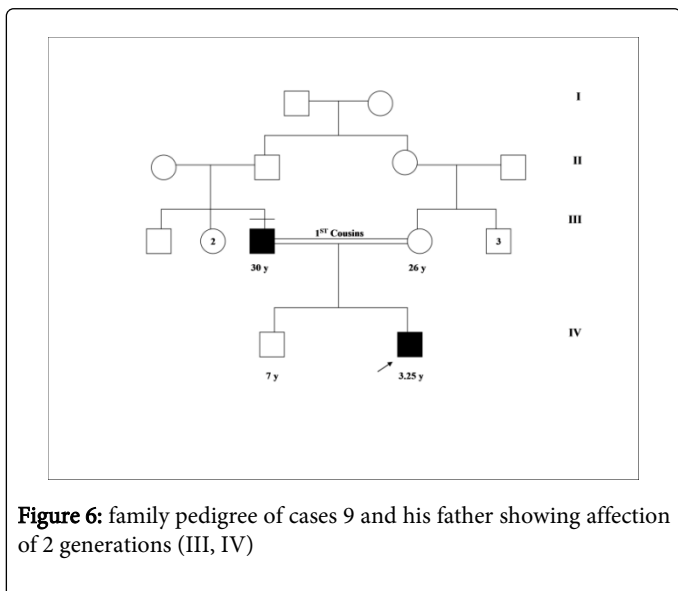 I
II
III
1ST Cousins
2
3
30 y
26 y
IV
7 y
3.25 y
Figure 6: family pedigree of cases 9 and his father showing affection
of 2 generations (III, IV)